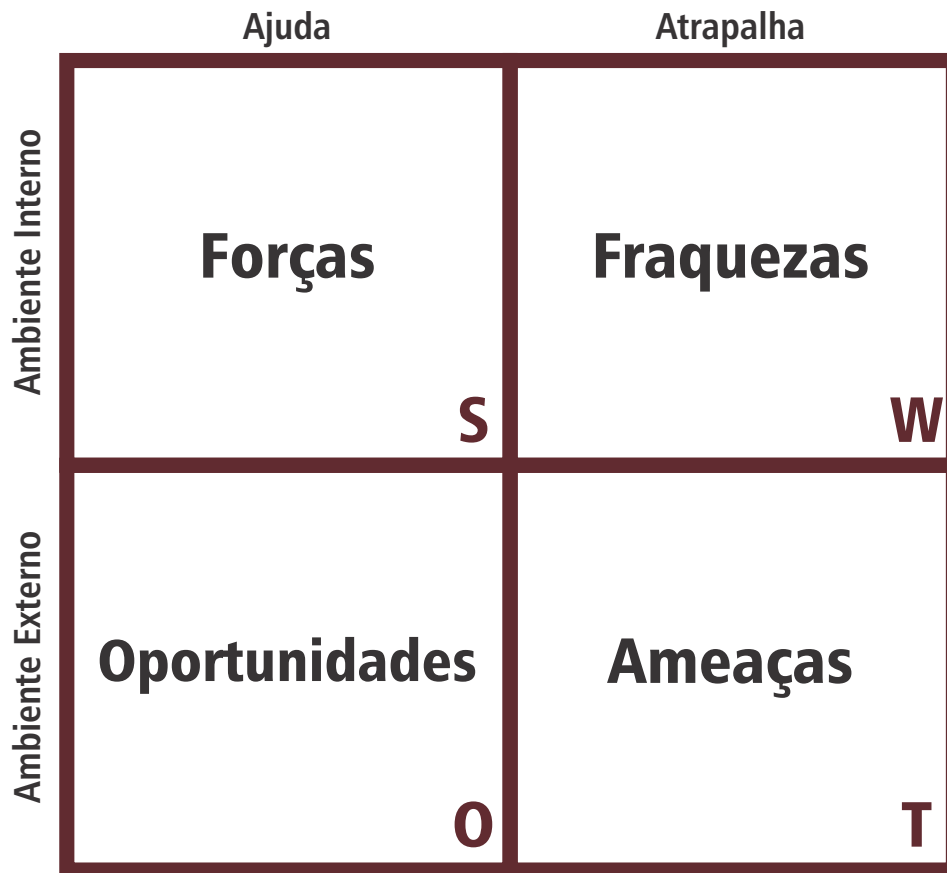 Ajuda
Atrapalha
Ambiente Interno
Forças
S
Fraquezas
W
Ambiente Externo
Oportunidades
O
Ameaças
T